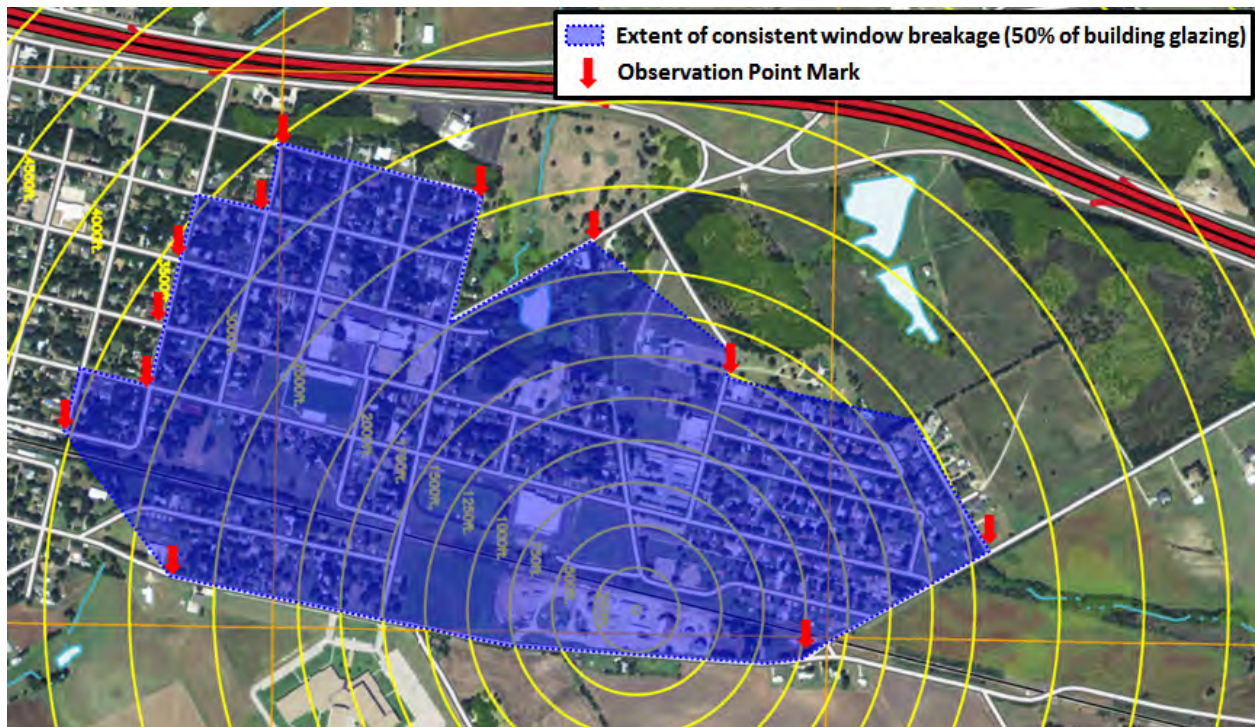 Extent of consistent window breakage (50% of building glazing)
Observation Point Mark
4500ft.
4000ft.
3500ft.
3000ft.
2500ft.
2000ft.
1750ft.
1500ft.
1250ft.
1000ft.
750ft.
500ft.